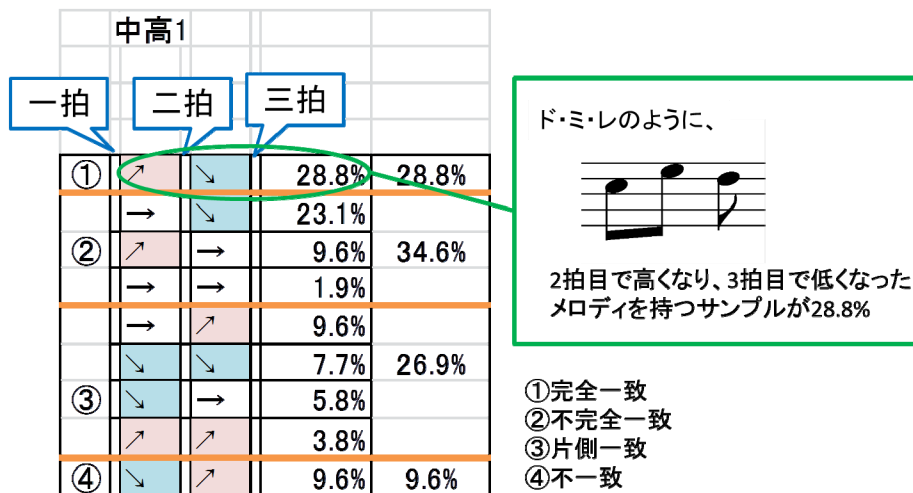 中高1
一拍 二拍 三拍
① ↗ ↘ 28.8% 28.8%
→ ↘ 23.1%
② ↗ → 9.6% 34.6%
→ → 1.9%
→ ↗ 9.6%
↘ ↘ 7.7% 26.9%
③ ↘ → 5.8%
↗ ↗ 3.8%
④ ↘ ↗ 9.6% 9.6%
ド・ミ・レのように、
2拍目で高くなり、3拍目で低くなった
メロディを持つサンプルが28.8%
①完全一致
②不完全一致
③片側一致
④不一致